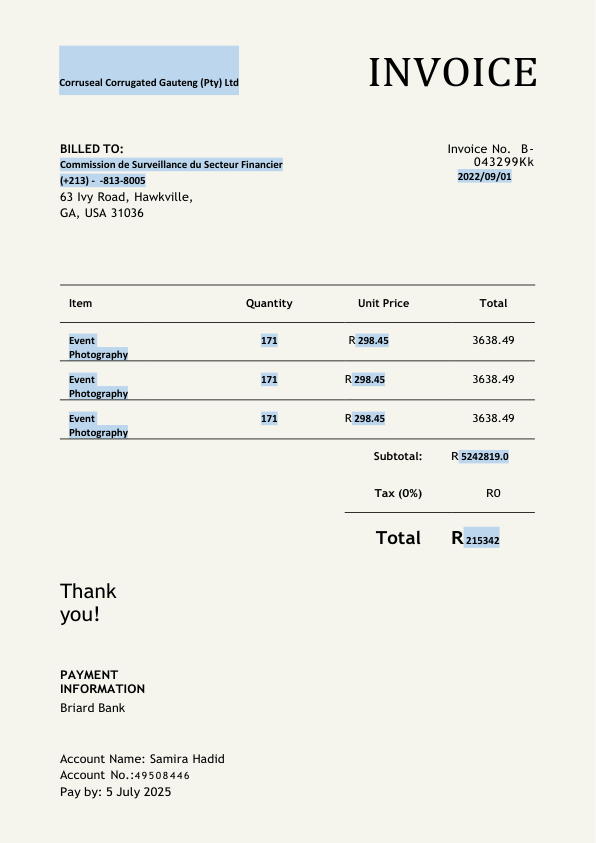 Corruseal Corrugated Gauteng (Pty) Ltd
INVOICE
BILLED TO:
Commission de Surveillance du Secteur Financier
(+213) -  -813-8005
63 Ivy Road, Hawkville,
GA, USA 31036
Invoice No.  B-
043299Kk
2022/09/01
Item Quantity Unit Price Total
Event
Photography 171 R 298.45 3638.49
Event
Photography 171 R 298.45 3638.49
Event
Photography 171 R 298.45 3638.49
Subtotal: R 5242819.0
Tax (0%) R0
Total R 215342
Thank
you!
PAYMENT
INFORMATION
Briard Bank
Account Name: Samira Hadid
Account No.:49508446
Pay by: 5 July 2025